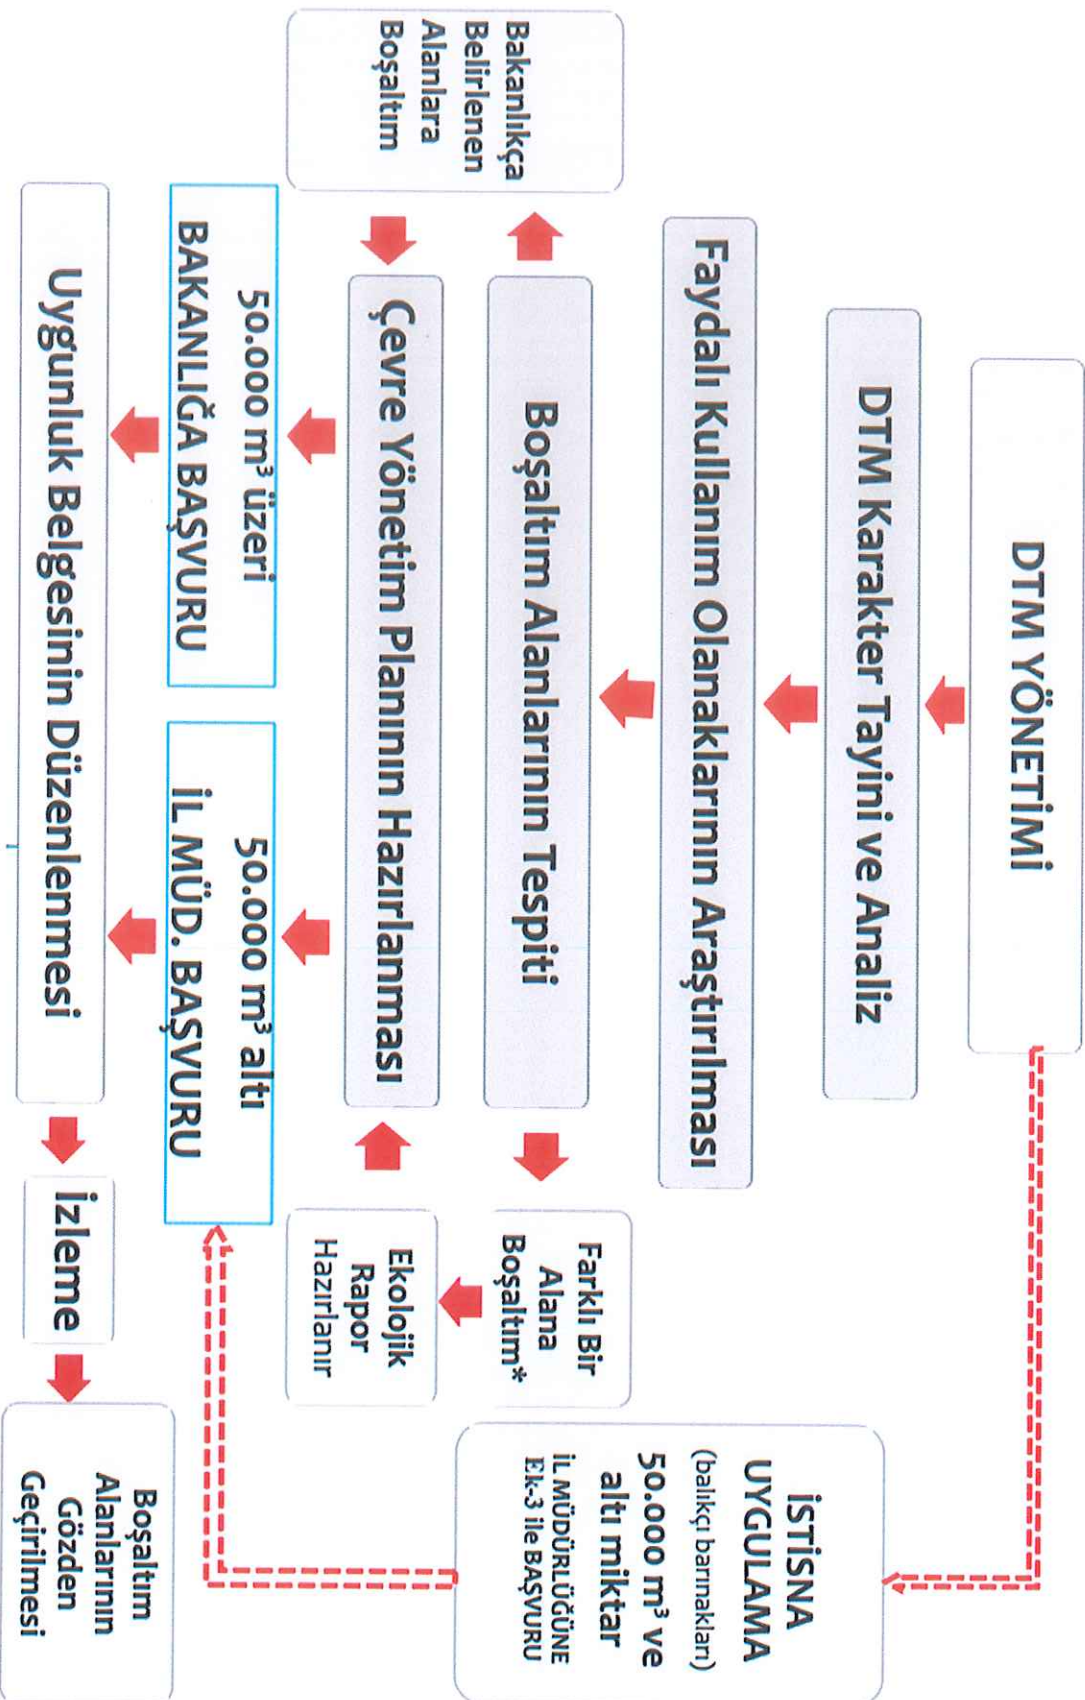 DTM YÖNETİMİ
DTM Karakter Tayini ve Analiz
Faydalı Kullanım Olanaklarının Araştırılması
Boşaltım Alanlarının Tespiti
Bakanlıkça
Belirlenen
Alanlara
Boşaltım
Farklı Bir
Alana
Boşaltım*
Ekolojik
Rapor
Hazırlanır
İSTİSNA
UYGULAMA
(balıkçı barınakları)
50.000 m³ ve
altı miktar
İL MÜDÜRLÜĞÜNE
Ek-3 ile BAŞVURU
Çevre Yönetim Planının Hazırlanması
50.000 m³ üzeri
BAKANLIĞA BAŞVURU
50.000 m³ altı
İL MÜD. BAŞVURU
Uygunluk Belgesinin Düzenlenmesi
İzleme
Boşaltım
Alanlarının
Gözden
Geçirilmesi